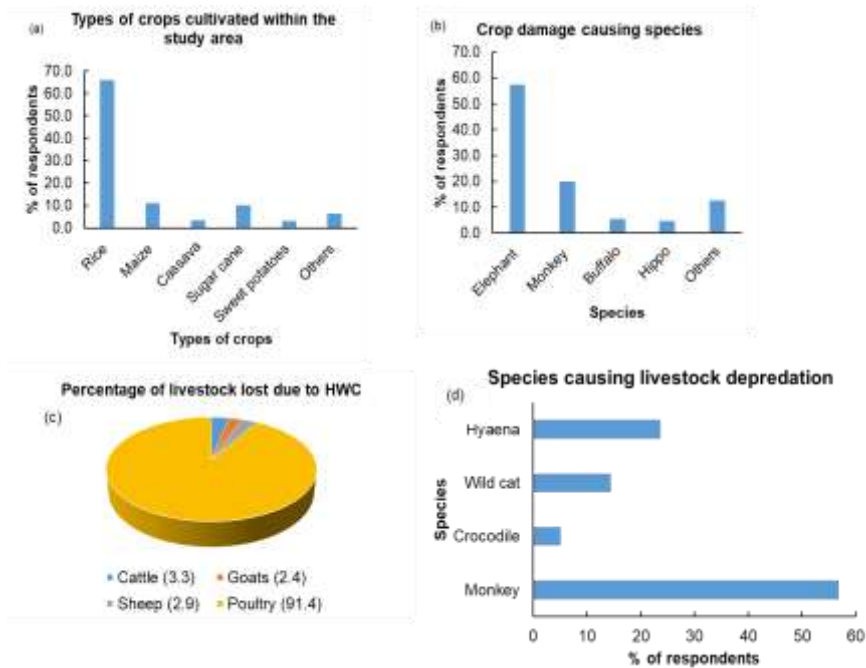 (a)
Types of crops cultivated within the
study area
% of respondents
70.0
60.0
50.0
40.0
30.0
20.0
10.0
0.0
Rice
Maize
Caasava
Sugar cane
Sweet potatoes
Others
Types of crops
(b)
Crop damage causing species
% of respondents
70.0
60.0
50.0
40.0
30.0
20.0
10.0
0.0
Elephant
Monkey
Buffalo
Hippo
Others
Species
Percentage of livestock lost due to HWC
(c)
Cattle (3.3) Goats (2.4)
Sheep (2.9) Poultry (91.4)
(d)
Species causing livestock depredation
Species
Hyaena
Wild cat
Crocodile
Monkey
0 10 20 30 40 50 60
% of respondents